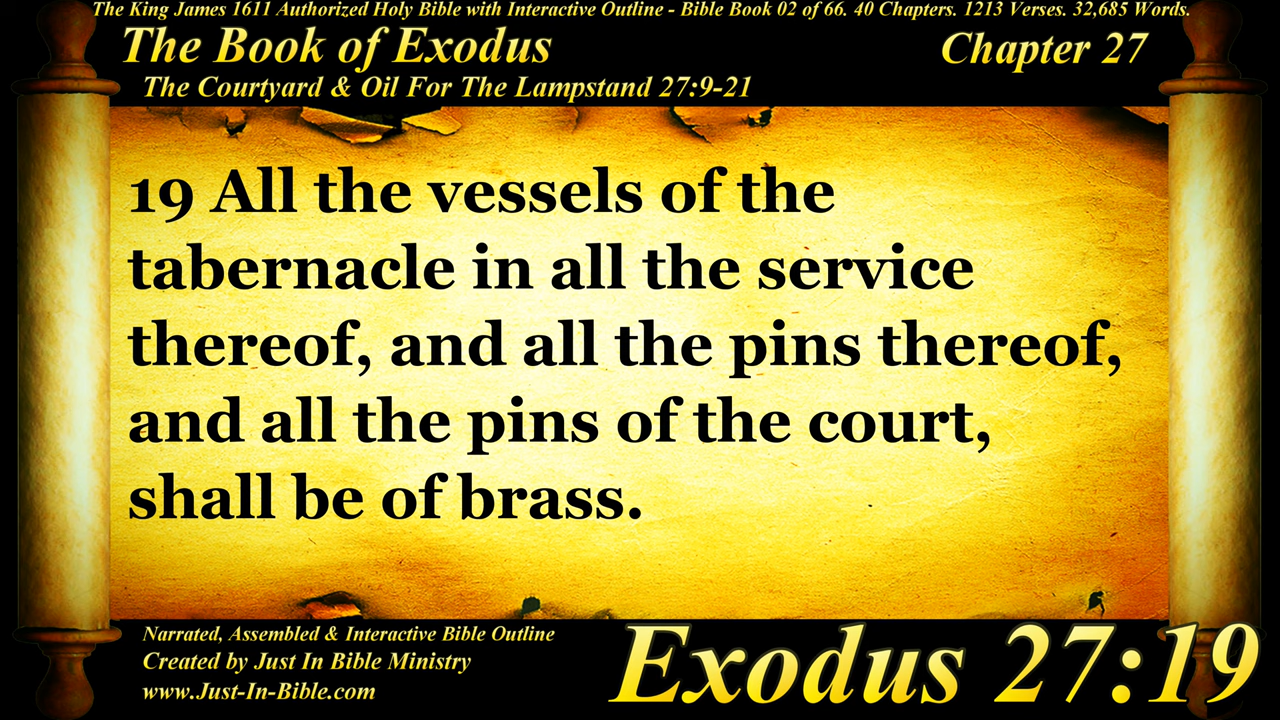 The King James 1611 Authorized Holy Bible with Interactive Outline - Bible Book 02 of 66. 40 Chapters. 1213 Verses. 32,685 Words.
The Book of Exodus
Chapter 27
The Courtyard & Oil For The Lampstand 27:9-21
19 All the vessels of the
tabernacle in all the service
thereof, and all the pins thereof,
and all the pins of the court,
shall be of brass.
Narrated, Assembled & Interactive Bible Outline
Created by Just In Bible Ministry
www.Just-In-Bible.com
Exodus 27:19